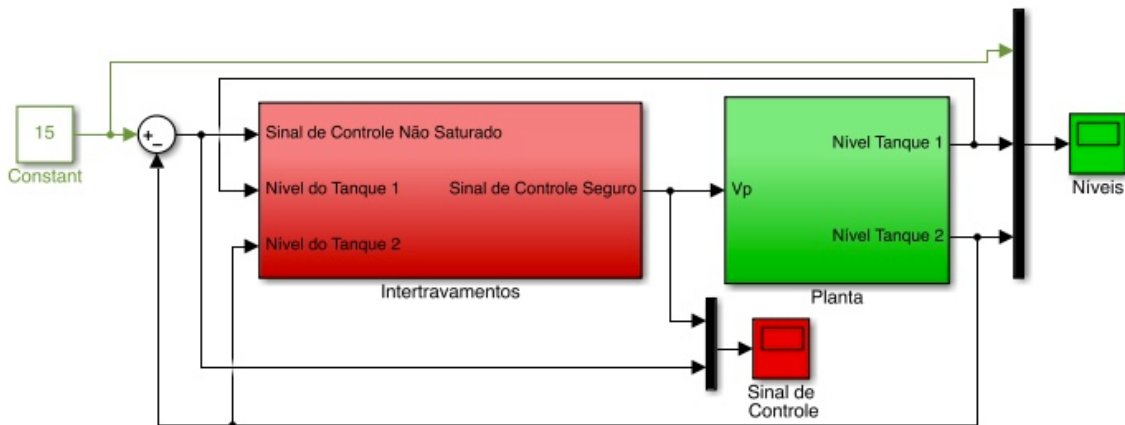 15
Constant
+
−
Sinal de Controle Não Saturado
Nível do Tanque 1
Nível do Tanque 2
Sinal de Controle Seguro
Intertravamentos
Vp
Nível Tanque 1
Nível Tanque 2
Planta
Níveis
Sinal de
Controle